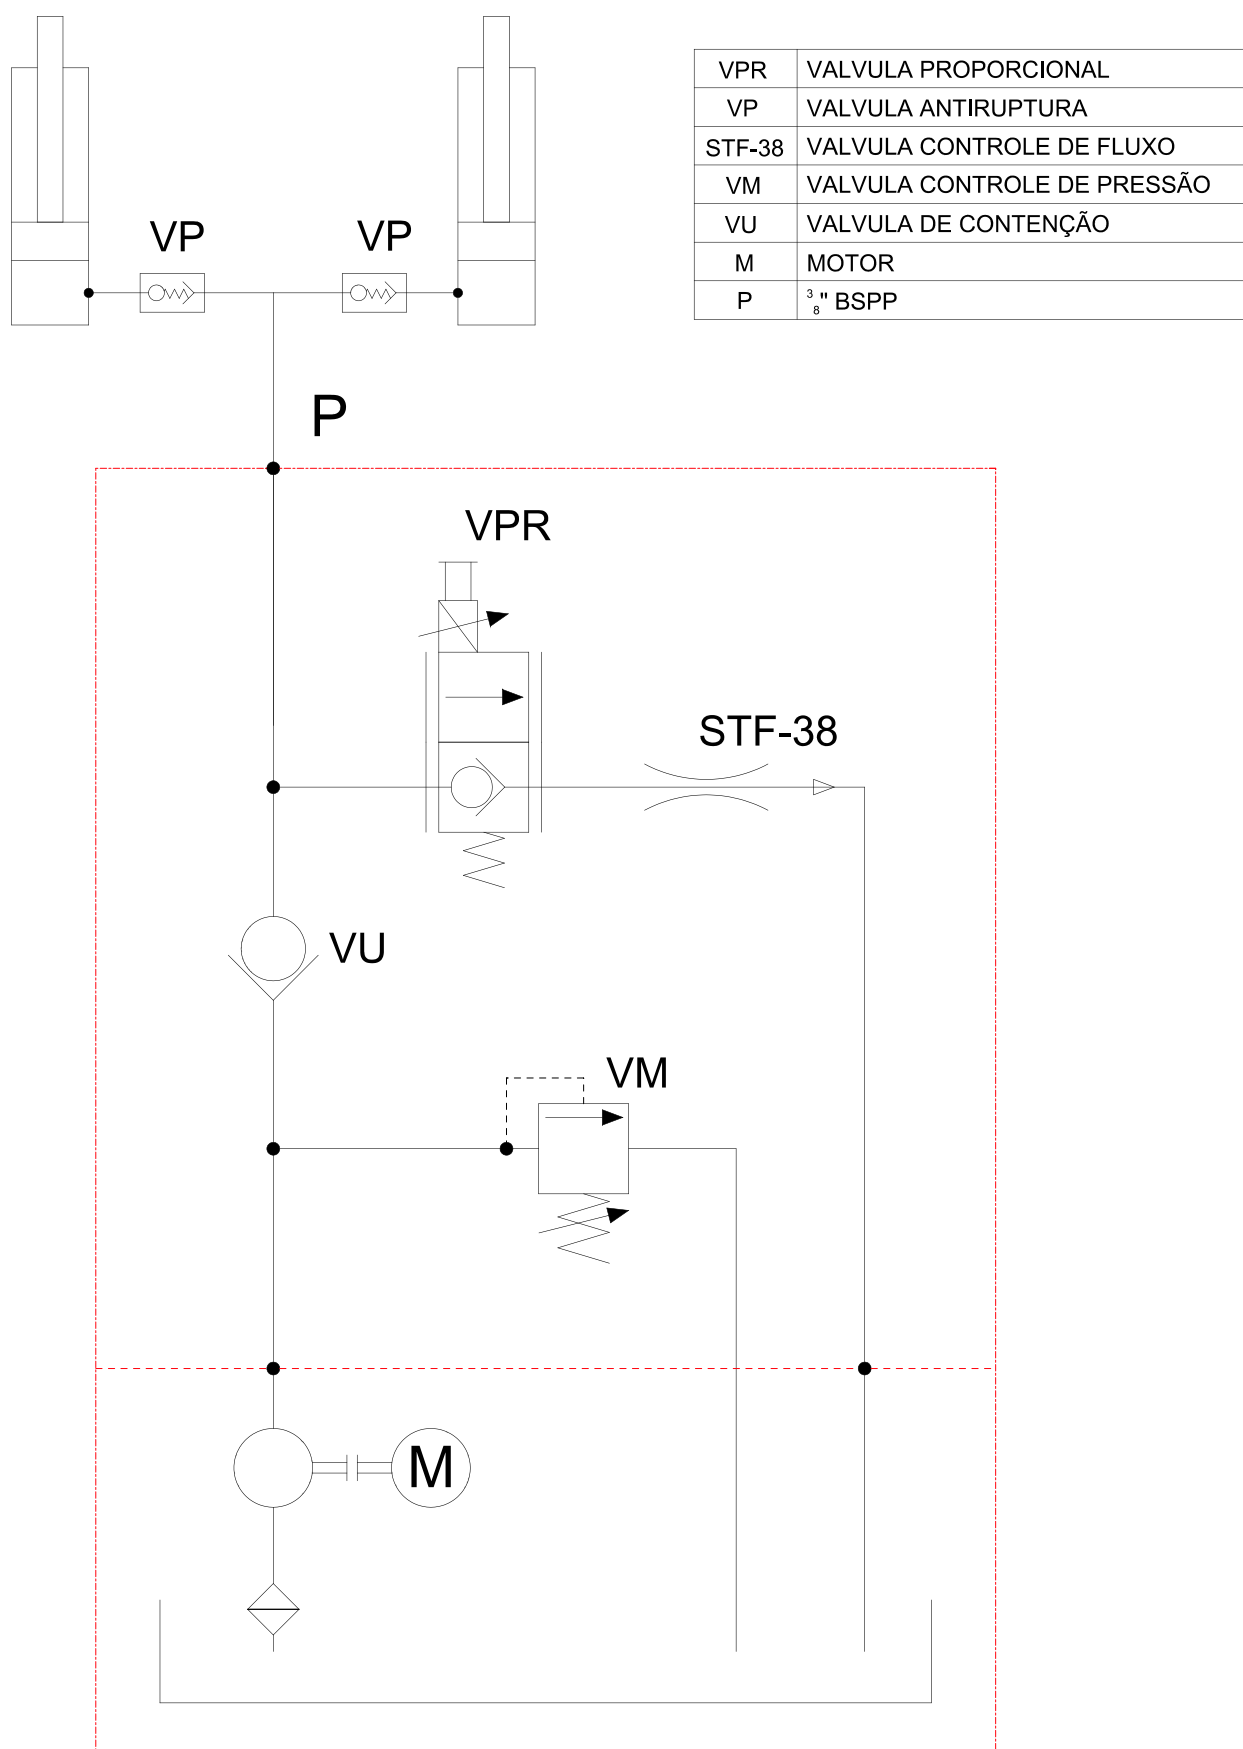 VPR VALVULA PROPORCIONAL
VP VALVULA ANTIRUPTURA
STF-38 VALVULA CONTROLE DE FLUXO
VM VALVULA CONTROLE DE PRESSÃO
VU VALVULA DE CONTENÇÃO
M MOTOR
P 3/8" BSPP
VP VP
P
VPR
STF-38
VU
VM
M